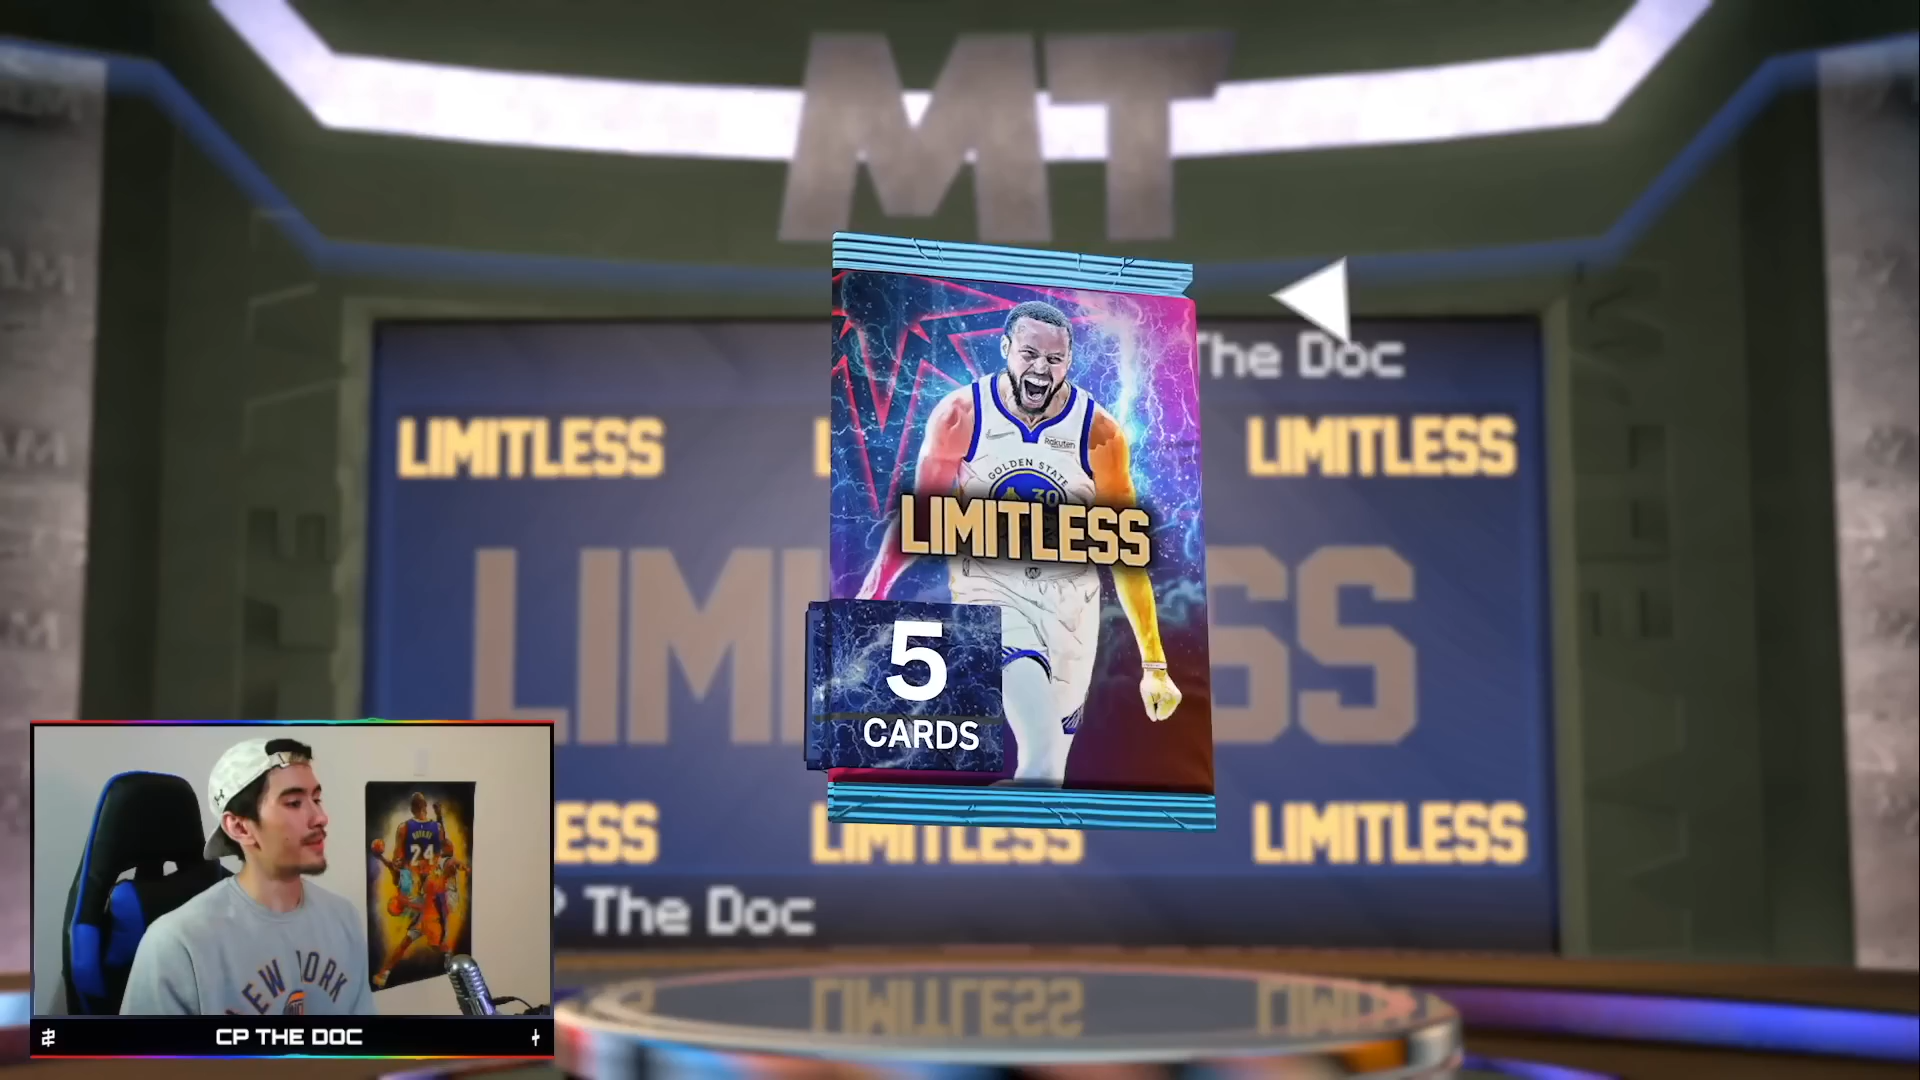 MT
The Doc
LIMITLESS
LIMITLESS
Rakuten
GOLDEN STATE
30
LIMITLESS
5
CARDS
BRYANT
24
NEW YORK
ESS
LIMITLESS
LIMITLESS
The Doc
CP THE DOC
LIMITLESS